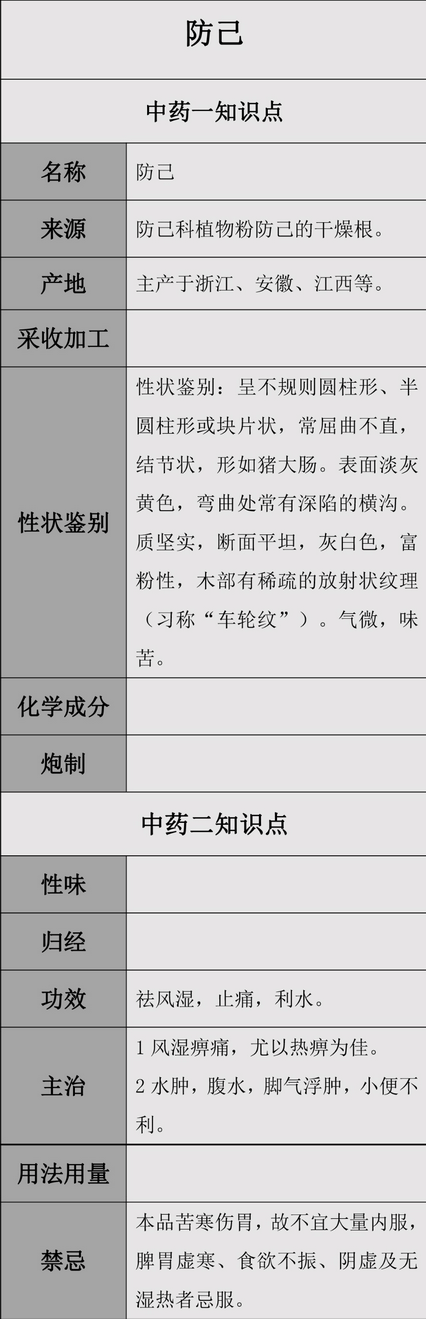 防己
中药一知识点
名称
防己
来源
防己科植物粉防己的干燥根。
产地
主产于浙江、安徽、江西等。
采收加工
性状鉴别
性状鉴别：呈不规则圆柱形、半
圆柱形或块片状，常屈曲不直，
结节状，形如猪大肠。表面淡灰
黄色，弯曲处常有深陷的横沟。
质坚实，断面平坦，灰白色，富
粉性，木部有稀疏的放射状纹理
（习称“车轮纹”）。气微，味
苦。
化学成分
炮制
中药二知识点
性味
归经
功效
祛风湿，止痛，利水。
主治
1 风湿痹痛，尤以热痹为佳。
2 水肿，腹水，脚气浮肿，小便不
利。
用法用量
禁忌
本品苦寒伤胃，故不宜大量内服，
脾胃虚寒、食欲不振、阴虚及无
湿热者忌服。